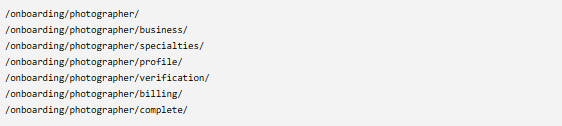 /onboarding/photographer/
/onboarding/photographer/business/
/onboarding/photographer/specialties/
/onboarding/photographer/profile/
/onboarding/photographer/verification/
/onboarding/photographer/billing/
/onboarding/photographer/complete/